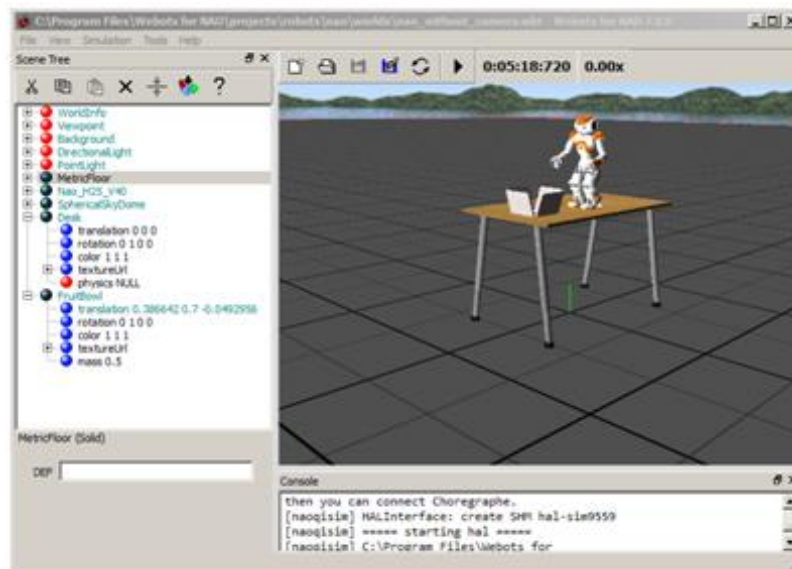 C:\Program Files\Webots for NAO\projects\robots\nao\worlds\nao_without_camera.wbt - Webots for NAO 7.0.0
File View Simulation Tools Help
Scene Tree
?
0:05:18:720 0.00x
WorldInfo
Viewpoint
Background
DirectionalLight
PointLight
MetricFloor
Nao_H25_V40
SphericalSkyDome
Desk
translation 0 0 0
rotation 0 1 0 0
color 1 1 1
textureUrl
physics NULL
FruitBowl
translation 0.386642 0.7 -0.0492956
rotation 0 1 0 0
color 1 1 1
textureUrl
mass 0.5
MetricFloor (Solid)
DEF
Console
then you can connect Choregraphe.
[naoqisim] HALInterface: create SHM hal-sim9559
[naoqisim] ===== starting hal =====
[naoqisim] C:\Program Files\Webots for